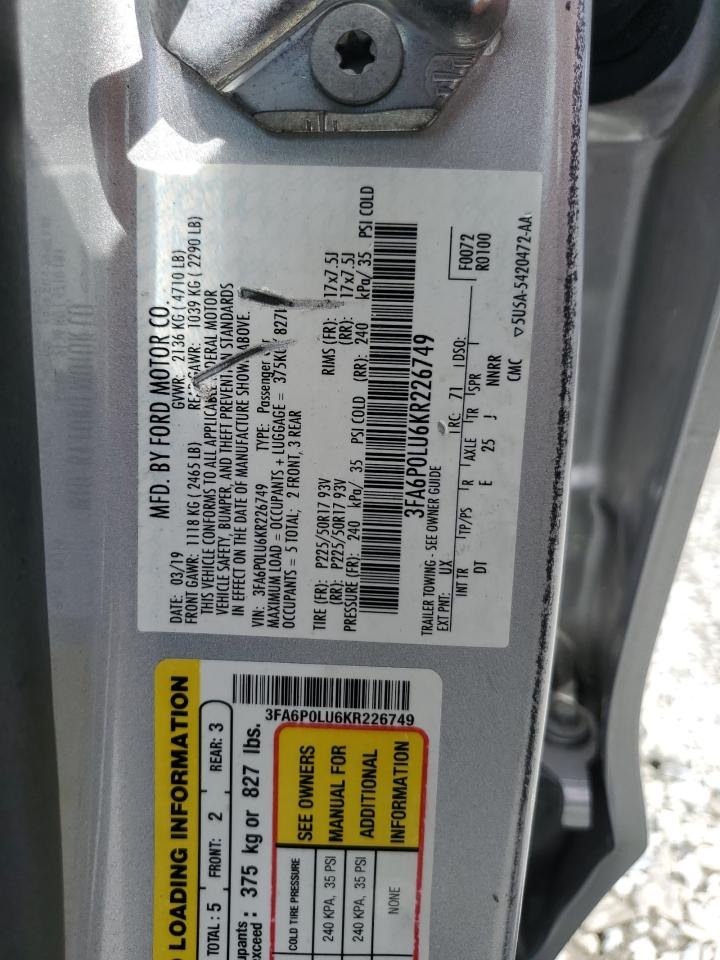 MFD. BY FORD MOTOR CO.
DATE: 03/19 GVWR: 2136 KG ( 4710 LB)
FRONT GAWR: 1118 KG ( 2465 LB) GAWR: 1039 KG ( 2290 LB)
THIS VEHICLE CONFORMS TO ALL APPLICABLE FEDERAL MOTOR
VEHICLE SAFETY, BUMPER, AND THEFT PREVENTION STANDARDS
IN EFFECT ON THE DATE OF MANUFACTURE SHOWN ABOVE.
VIN: 3FA6P0LU6KR226749 TYPE: Passenger
MAXIMUM LOAD = OCCUPANTS + LUGGAGE = 375KG/ 827
OCCUPANTS = 5 TOTAL; 2 FRONT, 3 REAR
TIRE (FR): P225/50R17 93V RIMS (FR): 17x7.5J
(RR): P225/50R17 93V (RR): 17x7.5J
PRESSURE (FR): 240 kPa/ 35 PSI COLD (RR): 240 kPa/ 35 PSI COLD
3FA6P0LU6KR226749
TRAILER TOWING - SEE OWNER GUIDE
EXT PNT: UX RC: 71 DSO: F0072
R0100
INT TR TP/PS R AXLE TR SPR
DT E 25 J NNRR
CMC ▽5U5A-5420472-AA
3FA6P0LU6KR226749
LOADING INFORMATION
TOTAL : 5 FRONT: 2 REAR: 3
exceed : 375 kg or 827 lbs.
COLD TIRE PRESSURE SEE OWNERS
240 KPA, 35 PSI MANUAL FOR
240 KPA, 35 PSI ADDITIONAL
NONE INFORMATION